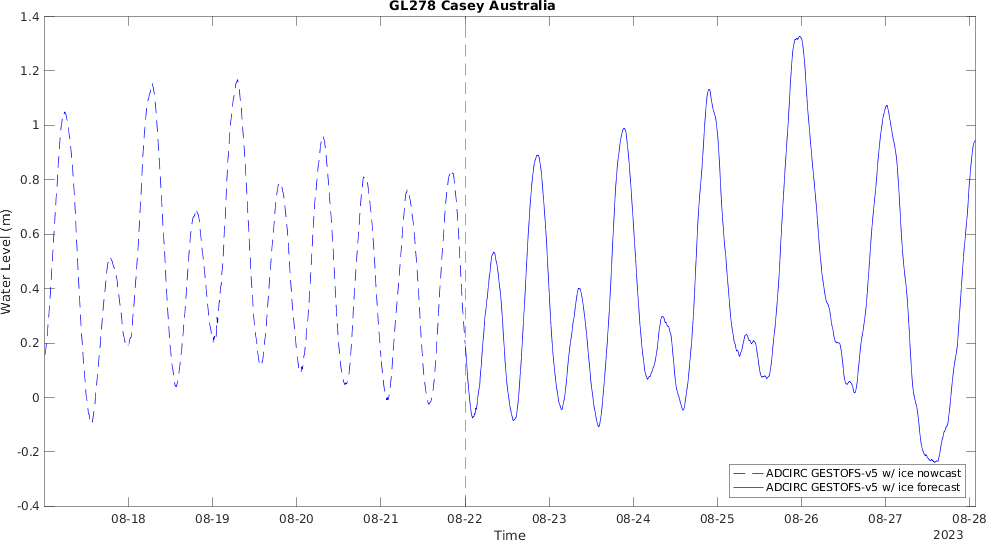 GL278 Casey Australia
1.4
1.2
1
0.8
0.6
0.4
0.2
0
-0.2
-0.4
Water Level (m)
ADCIRC GESTOFS-v5 w/ ice nowcast
ADCIRC GESTOFS-v5 w/ ice forecast
08-18 08-19 08-20 08-21 08-22 08-23 08-24 08-25 08-26 08-27 08-28
Time
2023